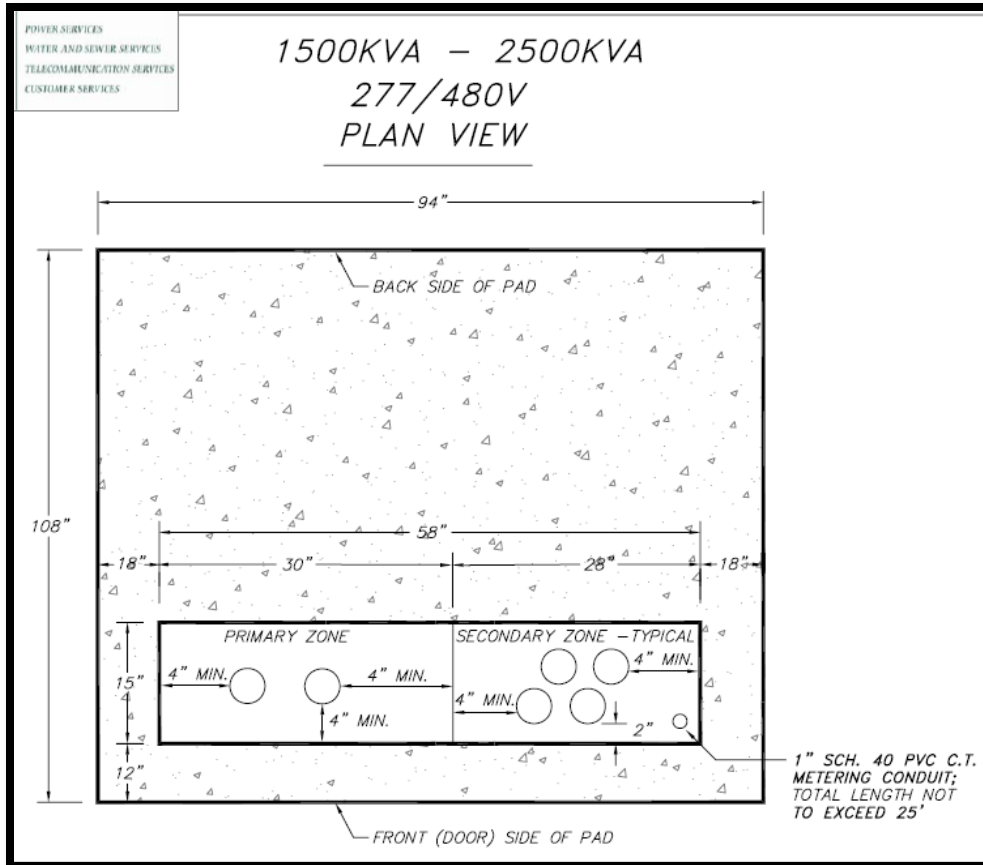 POWER SERVICES
WATER AND SEWER SERVICES
TELECOMMUNICATION SERVICES
CUSTOMER SERVICES
1500KVA – 2500KVA
277/480V
PLAN VIEW
94"
BACK SIDE OF PAD
108"
58"
18"
30"
28"
18"
PRIMARY ZONE
SECONDARY ZONE –TYPICAL
15"
4" MIN.
4" MIN.
4" MIN.
4" MIN.
4" MIN.
2"
12"
1" SCH. 40 PVC C.T.
METERING CONDUIT;
TOTAL LENGTH NOT
TO EXCEED 25'
FRONT (DOOR) SIDE OF PAD